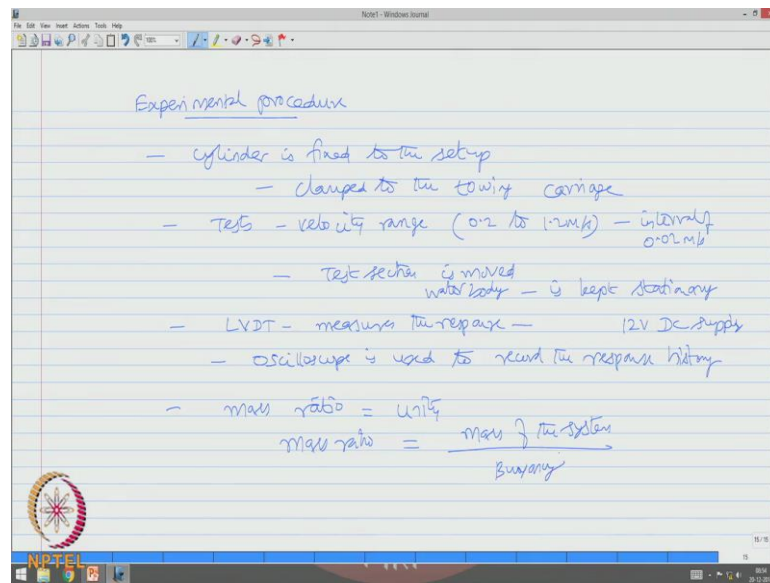 Note1 - Windows Journal
File Edit View Insert Actions Tools Help
Experimental procedure
- cylinder is fixed to the setup
- clamped to the towing carriage
- Tests - velocity range (0.2 to 1.2 m/s) - interval of
0.02 m/s
- Test section is moved
water body - is kept stationary
- LVDT - measures the response - 12V DC supply
- oscilloscope is used to record the response history
- mass ratio = unity
mass ratio = mass of the system
Buoyancy
NPTEL
15/15
15